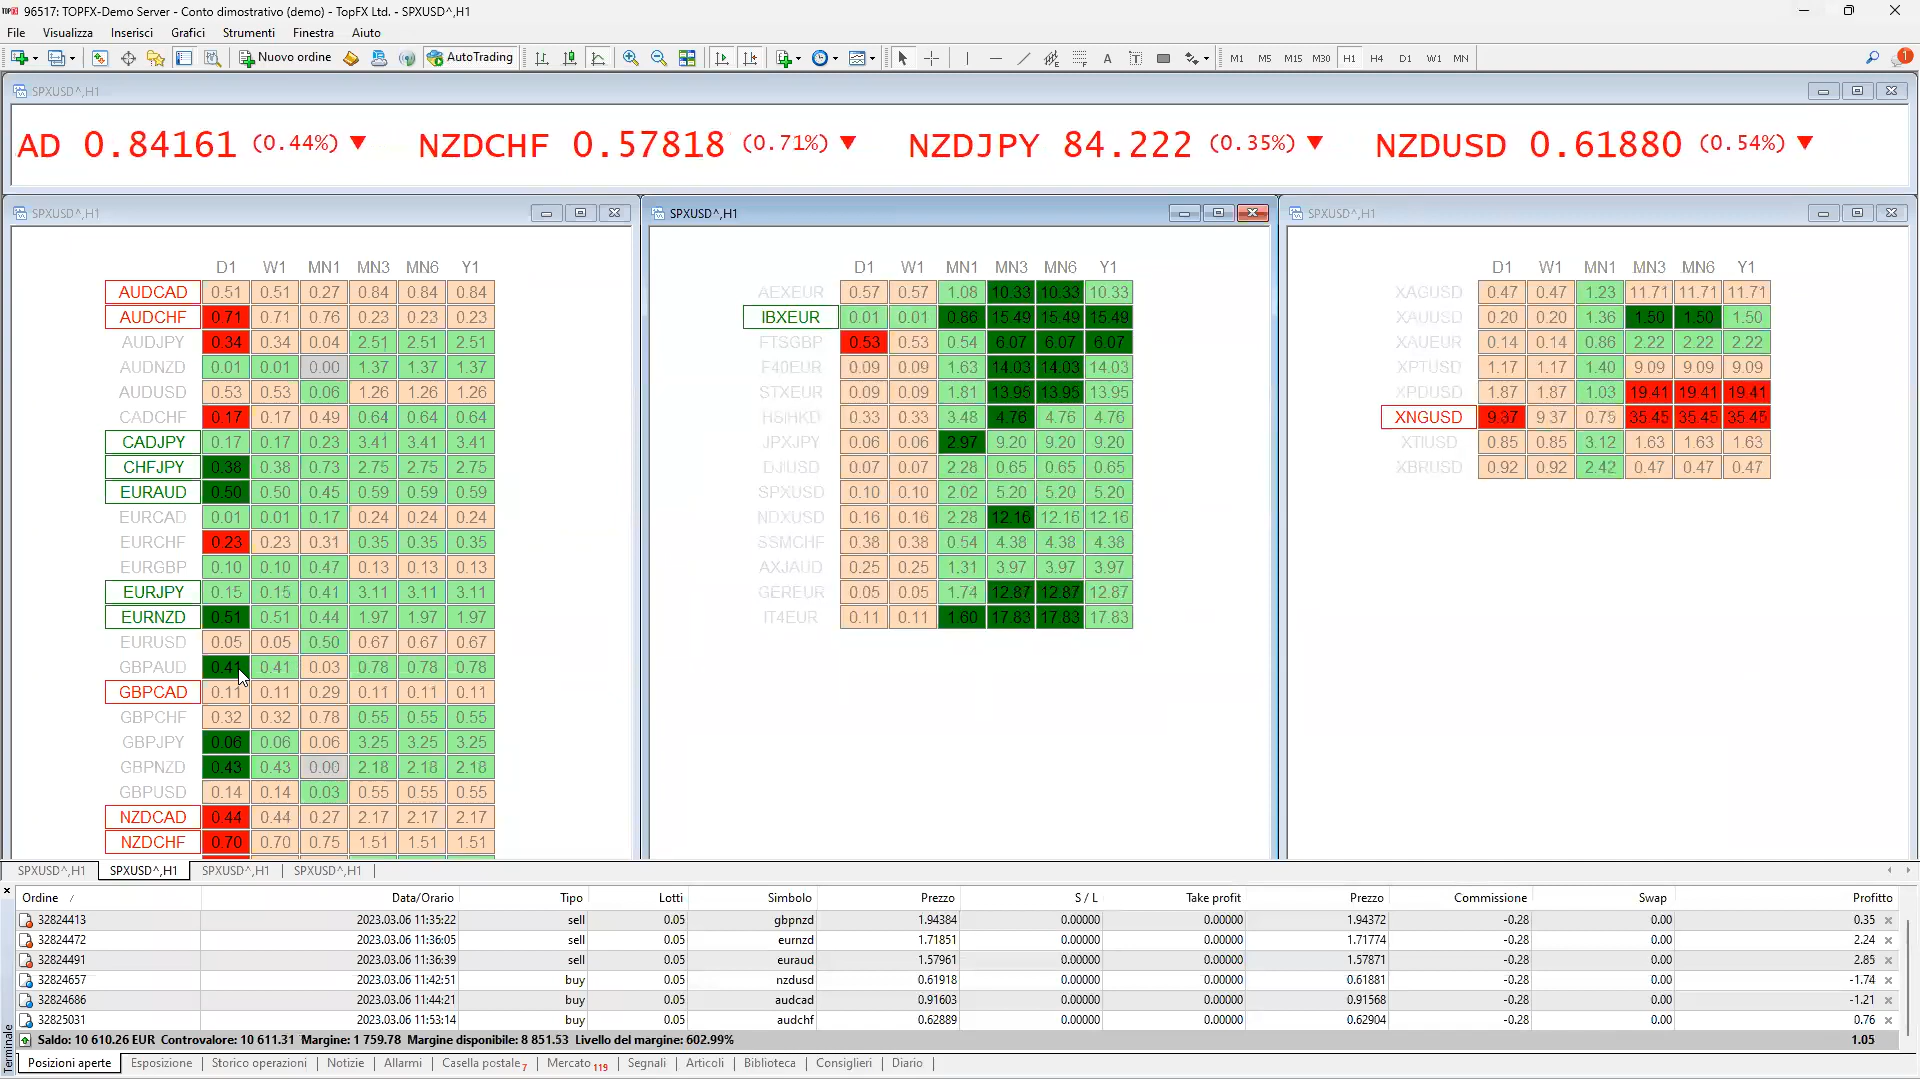 96517: TOPFX-Demo Server - Conto dimostrativo (demo) - TopFX Ltd. - SPXUSD^,H1
File Visualizza Inserisci Grafici Strumenti Finestra Aiuto
Nuovo ordine AutoTrading M1 M5 M15 M30 H1 H4 D1 W1 MN 1
SPXUSD^,H1
AD 0.84161 (0.44%) ▼ NZDCHF 0.57818 (0.71%) ▼ NZDJPY 84.222 (0.35%) ▼ NZDUSD 0.61880 (0.54%) ▼
SPXUSD^,H1
D1 W1 MN1 MN3 MN6 Y1
AUDCAD 0.51 0.51 0.27 0.84 0.84 0.84
AUDCHF 0.71 0.71 0.76 0.23 0.23 0.23
AUDJPY 0.34 0.34 0.04 2.51 2.51 2.51
AUDNZD 0.01 0.01 0.00 1.37 1.37 1.37
AUDUSD 0.53 0.53 0.06 1.26 1.26 1.26
CADCHF 0.17 0.17 0.49 0.64 0.64 0.64
CADJPY 0.17 0.17 0.23 3.41 3.41 3.41
CHFJPY 0.38 0.38 0.73 2.75 2.75 2.75
EURAUD 0.50 0.50 0.45 0.59 0.59 0.59
EURCAD 0.01 0.01 0.17 0.24 0.24 0.24
EURCHF 0.23 0.23 0.31 0.35 0.35 0.35
EURGBP 0.10 0.10 0.47 0.13 0.13 0.13
EURJPY 0.15 0.15 0.41 3.11 3.11 3.11
EURNZD 0.51 0.51 0.44 1.97 1.97 1.97
EURUSD 0.05 0.05 0.50 0.67 0.67 0.67
GBPAUD 0.41 0.41 0.03 0.78 0.78 0.78
GBPCAD 0.11 0.11 0.29 0.11 0.11 0.11
GBPCHF 0.32 0.32 0.78 0.55 0.55 0.55
GBPJPY 0.06 0.06 0.06 3.25 3.25 3.25
GBPNZD 0.43 0.43 0.00 2.18 2.18 2.18
GBPUSD 0.14 0.14 0.03 0.55 0.55 0.55
NZDCAD 0.44 0.44 0.27 2.17 2.17 2.17
NZDCHF 0.70 0.70 0.75 1.51 1.51 1.51
SPXUSD^,H1
D1 W1 MN1 MN3 MN6 Y1
AEXEUR 0.57 0.57 1.08 10.33 10.33 10.33
IBXEUR 0.01 0.01 0.86 15.49 15.49 15.49
FTSGBP 0.53 0.53 0.54 6.07 6.07 6.07
F40EUR 0.09 0.09 1.63 14.03 14.03 14.03
STXEUR 0.09 0.09 1.81 13.95 13.95 13.95
HSIHKD 0.33 0.33 3.48 4.76 4.76 4.76
JPXJPY 0.06 0.06 2.97 9.20 9.20 9.20
DJIUSD 0.07 0.07 2.28 0.65 0.65 0.65
SPXUSD 0.10 0.10 2.02 5.20 5.20 5.20
NDXUSD 0.16 0.16 2.28 12.16 12.16 12.16
SSMCHF 0.38 0.38 0.54 4.38 4.38 4.38
AXJAUD 0.25 0.25 1.31 3.97 3.97 3.97
GEREUR 0.05 0.05 1.74 12.87 12.87 12.87
IT4EUR 0.11 0.11 1.60 17.83 17.83 17.83
SPXUSD^,H1
D1 W1 MN1 MN3 MN6 Y1
XAGUSD 0.47 0.47 1.23 11.71 11.71 11.71
XAUUSD 0.20 0.20 1.36 1.50 1.50 1.50
XAUEUR 0.14 0.14 0.86 2.22 2.22 2.22
XPTUSD 1.17 1.17 1.40 9.09 9.09 9.09
XPDUSD 1.87 1.87 1.03 19.41 19.41 19.41
XNGUSD 9.37 9.37 0.75 35.45 35.45 35.45
XTIUSD 0.85 0.85 3.12 1.63 1.63 1.63
XBRUSD 0.92 0.92 2.42 0.47 0.47 0.47
SPXUSD^,H1 SPXUSD^,H1 SPXUSD^,H1 SPXUSD^,H1
Ordine / Data/Orario Tipo Lotti Simbolo Prezzo S / L Take profit Prezzo Commissione Swap Profitto
32824413 2023.03.06 11:35:22 sell 0.05 gbpnzd 1.94384 0.00000 0.00000 1.94372 -0.28 0.00 0.35
32824472 2023.03.06 11:36:05 sell 0.05 eurnzd 1.71851 0.00000 0.00000 1.71774 -0.28 0.00 2.24
32824491 2023.03.06 11:36:39 sell 0.05 euraud 1.57961 0.00000 0.00000 1.57871 -0.28 0.00 2.85
32824657 2023.03.06 11:42:51 buy 0.05 nzdusd 0.61918 0.00000 0.00000 0.61881 -0.28 0.00 -1.74
32824686 2023.03.06 11:44:21 buy 0.05 audcad 0.91603 0.00000 0.00000 0.91568 -0.28 0.00 -1.21
32825031 2023.03.06 11:53:14 buy 0.05 audchf 0.62889 0.00000 0.00000 0.62904 -0.28 0.00 0.76
Saldo: 10 610.26 EUR Controvalore: 10 611.31 Margine: 1 759.78 Margine disponibile: 8 851.53 Livello del margine: 602.99% 1.05
Terminale
Posizioni aperte Esposizione Storico operazioni Notizie Allarmi Casella postale 7 Mercato 119 Segnali Articoli Biblioteca Consiglieri Diario